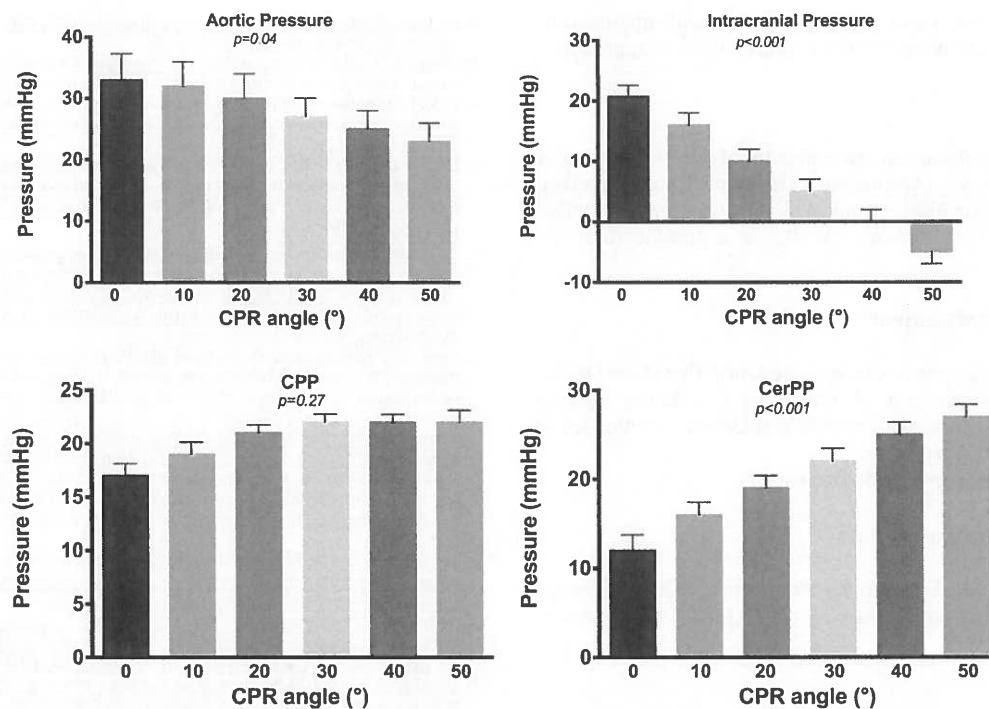 Aortic Pressure
p=0.04
Pressure (mmHg)
40
30
20
10
0
0 10 20 30 40 50
CPR angle (°)
Intracranial Pressure
p<0.001
Pressure (mmHg)
30
20
10
0
-10
0 10 20 30 40 50
CPR angle (°)
CPP
p=0.27
Pressure (mmHg)
25
20
15
10
5
0
0 10 20 30 40 50
CPR angle (°)
CerPP
p<0.001
Pressure (mmHg)
30
20
10
0
0 10 20 30 40 50
CPR angle (°)